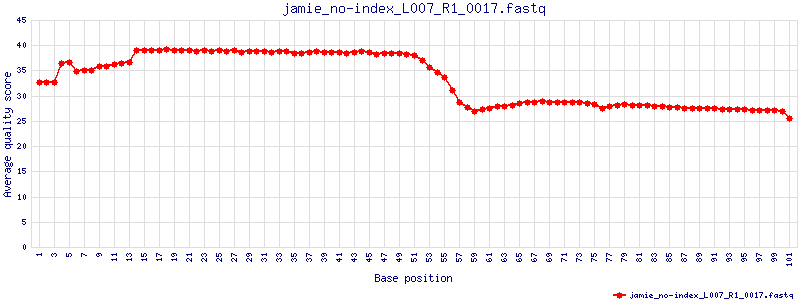 jamie_no-index_L007_R1_0017.fastq
Average quality score
45
40
35
30
25
20
15
10
5
0
1 3 5 7 9 11 13 15 17 19 21 23 25 27 29 31 33 35 37 39 41 43 45 47 49 51 53 55 57 59 61 63 65 67 69 71 73 75 77 79 81 83 85 87 89 91 93 95 97 99 101
Base position
jamie_no-index_L007_R1_0017.fastq